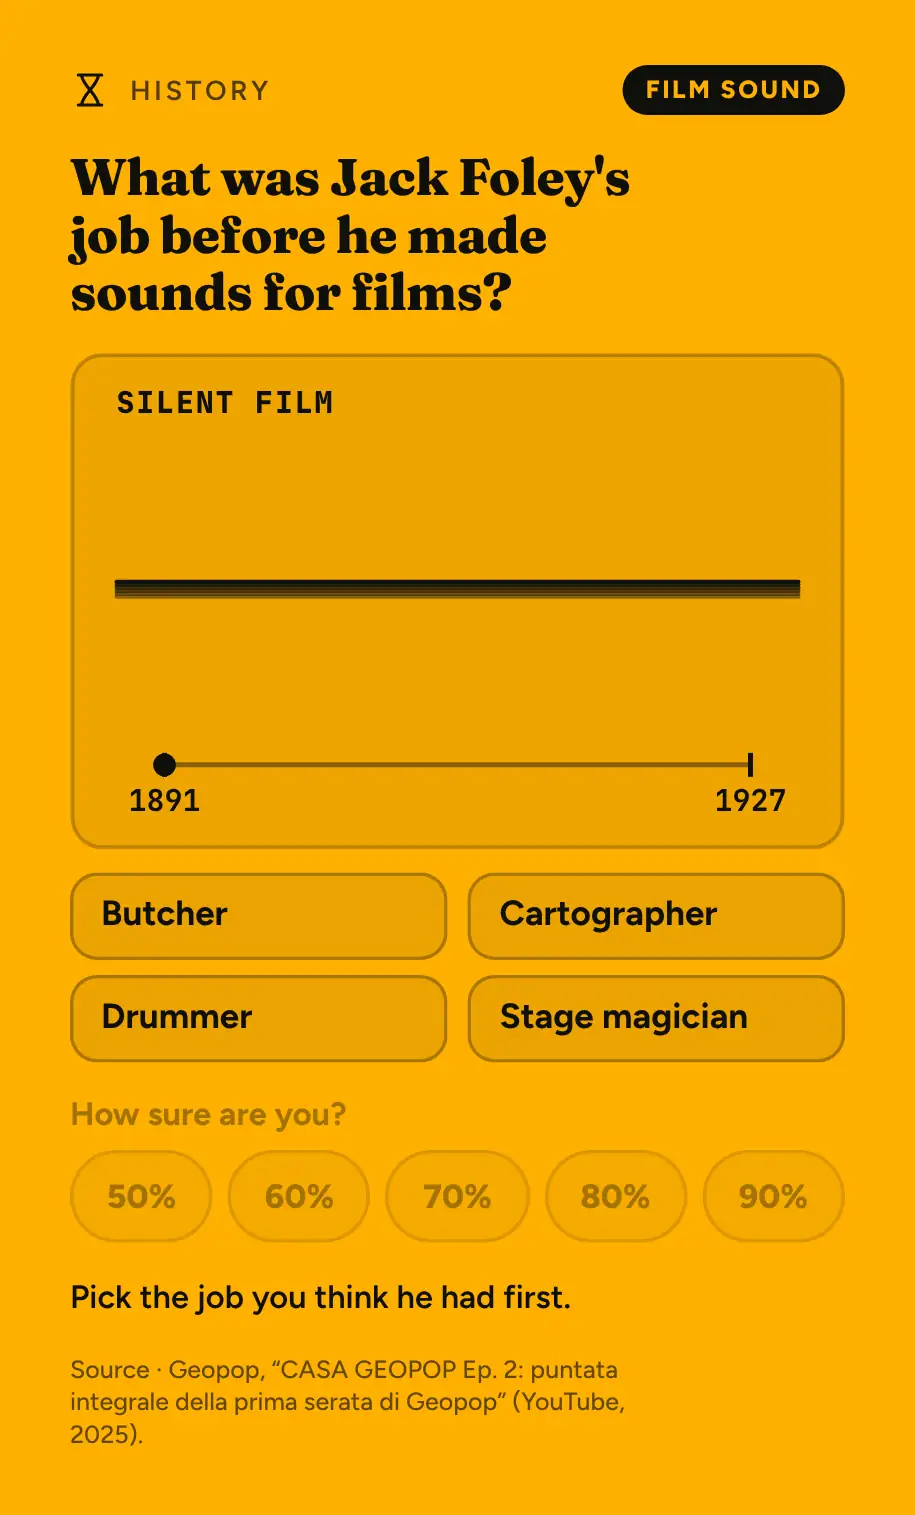 HISTORY
FILM SOUND
What was Jack Foley's
job before he made
sounds for films?
SILENT FILM
1891
1927
Butcher
Cartographer
Drummer
Stage magician
How sure are you?
50%
60%
70%
80%
90%
Pick the job you think he had first.
Source · Geopop, “CASA GEOPOP Ep. 2: puntata
integrale della prima serata di Geopop” (YouTube,
2025).